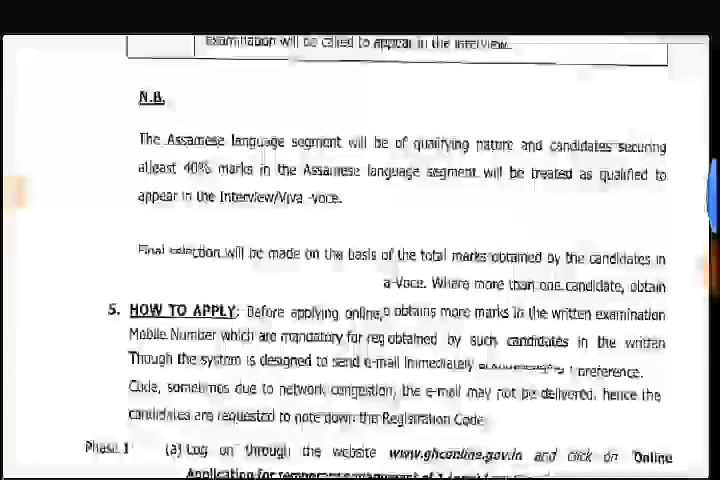 Examination will be called to appear in the interview.
N.B.
The Assamese language segment will be of qualifying nature and candidates securing
atleast 40% marks in the Assamese language segment will be treated as qualified to
appear in the Interview/Viva -voce.
Final selection will be made on the basis of the total marks obtained by the candidates in
a-Voce. Where more than one candidate, obtain
5. HOW TO APPLY: Before applying online, obtains more marks in the written examination
Mobile Number which are mandatory for reg obtained by such candidates in the written
Though the system is designed to send e-mail immediately preference.
Code, sometimes due to network congestion, the e-mail may not be delivered, hence the
candidates are requested to note down the Registration Code
Phase 1 (a) Log on through the website www.ghconline.gov.in and click on 'Online
Application for